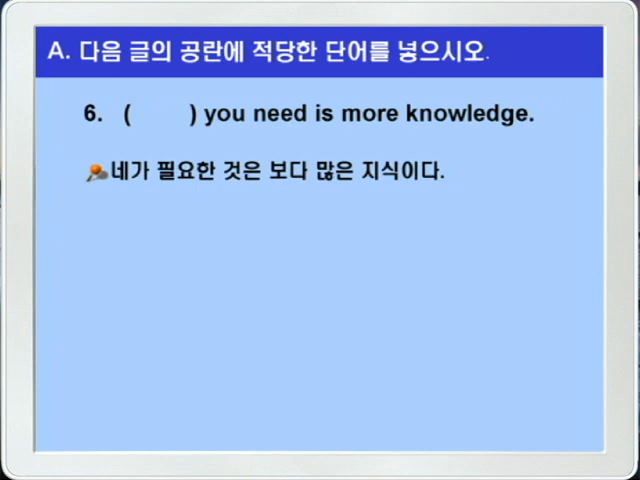 A. 다음 글의 공란에 적당한 단어를 넣으시오.
6. ( ) you need is more knowledge.
네가 필요한 것은 보다 많은 지식이다.